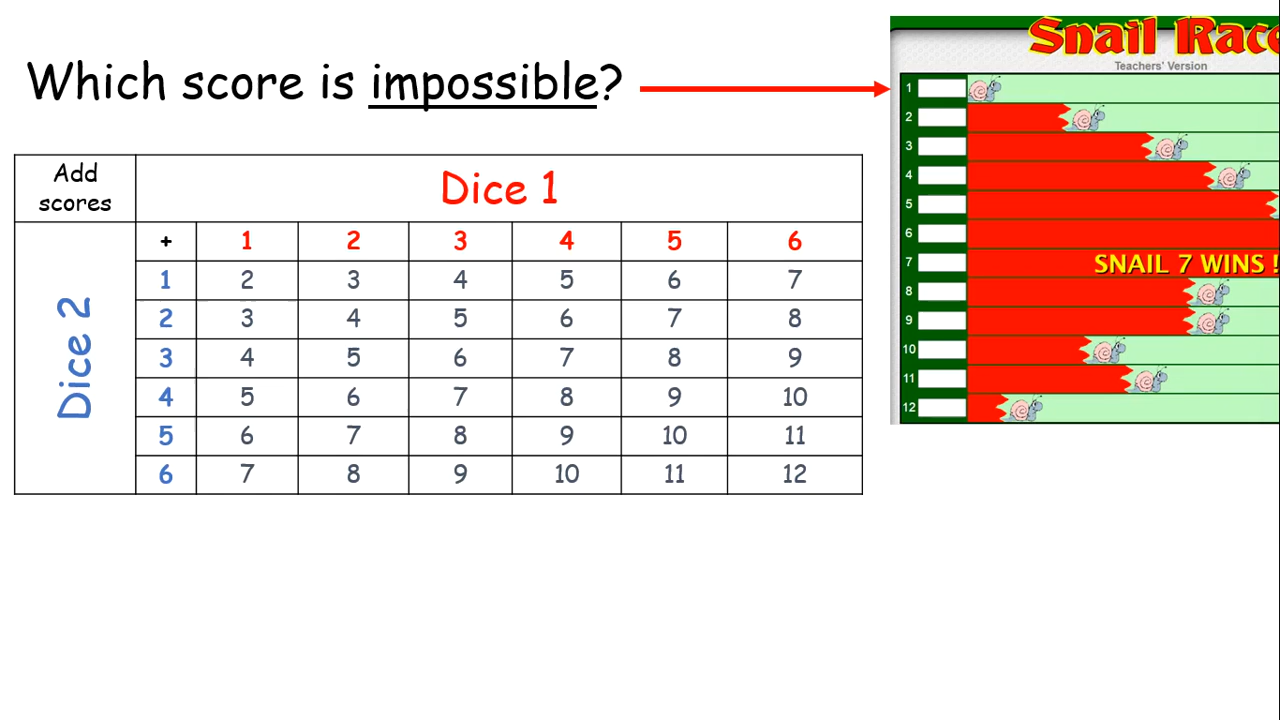 Which score is impossible?
Snail Race
Teachers' Version
1
2
3
4
5
6
7 SNAIL 7 WINS !
8
9
10
11
12
Add scores
Dice 1
Dice 2
+ 1 2 3 4 5 6
1 2 3 4 5 6 7
2 3 4 5 6 7 8
3 4 5 6 7 8 9
4 5 6 7 8 9 10
5 6 7 8 9 10 11
6 7 8 9 10 11 12